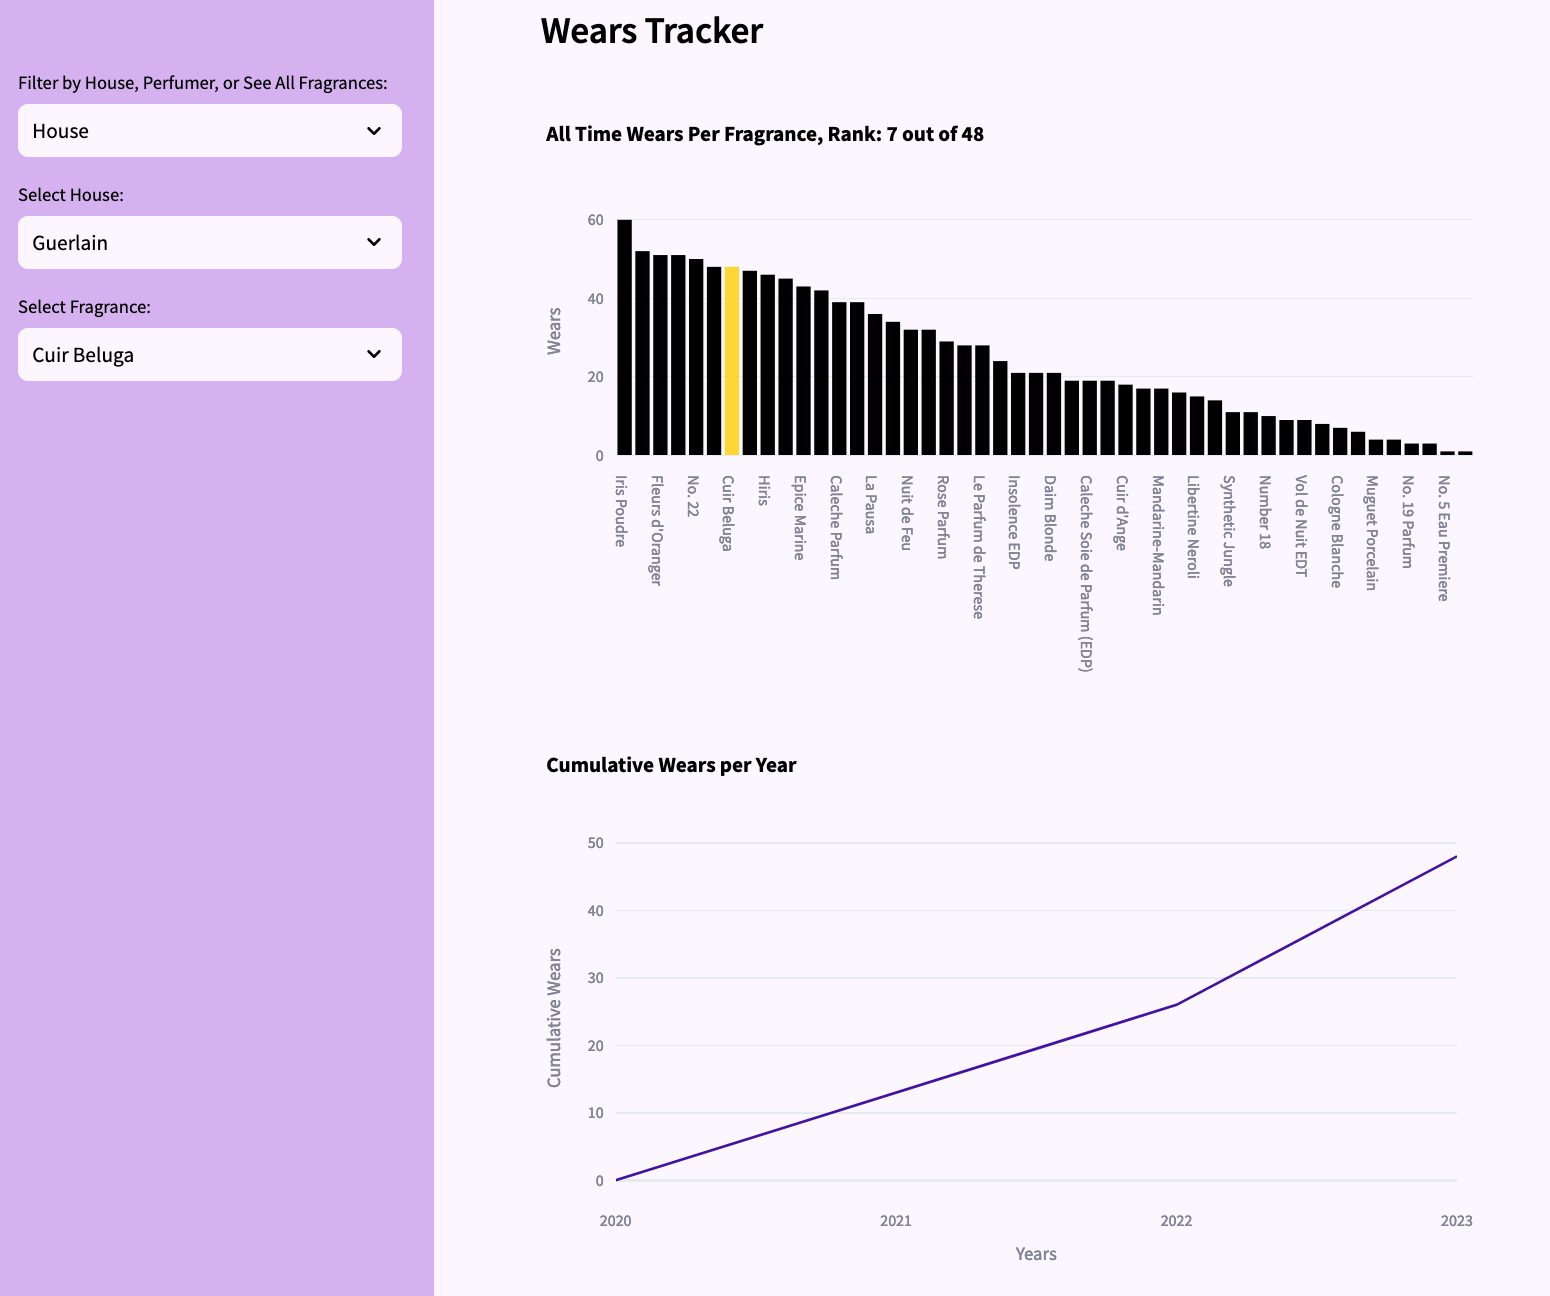 Wears Tracker
Filter by House, Perfumer, or See All Fragrances:
House
Select House:
Guerlain
Select Fragrance:
Cuir Beluga
All Time Wears Per Fragrance, Rank: 7 out of 48
60
40
20
0
Wears
Iris Poudre
Fleurs d'Oranger
No. 22
Cuir Beluga
Hiris
Epice Marine
Caleche Parfum
La Pausa
Nuit de Feu
Rose Parfum
Le Parfum de Therese
Insolence EDP
Daim Blonde
Caleche Soie de Parfum (EDP)
Cuir d'Ange
Mandarine-Mandarin
Libertine Neroli
Synthetic Jungle
Number 18
Vol de Nuit EDT
Cologne Blanche
Muguet Porcelain
No. 19 Parfum
No. 5 Eau Premiere
Cumulative Wears per Year
50
40
30
20
10
0
Cumulative Wears
2020 2021 2022 2023
Years